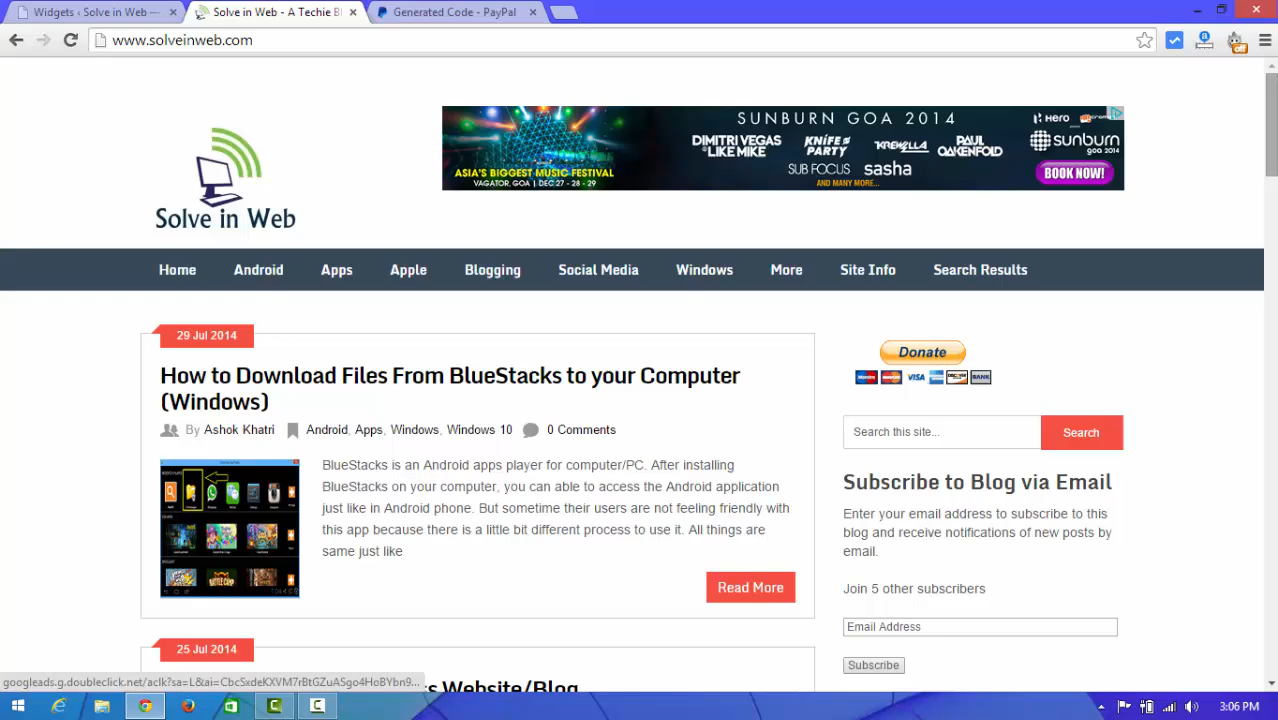 Widgets ‹ Solve in Web —
Solve in Web - A Techie Bl
Generated Code - PayPal
www.solveinweb.com
off
SUNBURN GOA 2014
DIMITRI VEGAS & LIKE MIKE
KNIFE PARTY
KREWELLA
PAUL OAKENFOLD
SUB FOCUS
sasha
AND MANY MORE...
ASIA'S BIGGEST MUSIC FESTIVAL
VAGATOR, GOA | DEC 27 - 28 - 29
Hero
sunburn
goa 2014
BOOK NOW!
Solve in Web
Home
Android
Apps
Apple
Blogging
Social Media
Windows
More
Site Info
Search Results
29 Jul 2014
How to Download Files From BlueStacks to your Computer
(Windows)
By Ashok Khatri
Android, Apps, Windows, Windows 10
0 Comments
BlueStacks is an Android apps player for computer/PC. After installing
BlueStacks on your computer, you can able to access the Android application
just like in Android phone. But sometime their users are not feeling friendly with
this app because there is a little bit different process to use it. All things are
same just like
Read More
25 Jul 2014
Website/Blog
Donate
VISA
BANK
Search this site...
Search
Subscribe to Blog via Email
Enter your email address to subscribe to this
blog and receive notifications of new posts by
email.
Join 5 other subscribers
Email Address
Subscribe
googleads.g.doubleclick.net/aclk?sa=L&ai=CbcSxdeKXVM7rBtGZuASgo4HoBYbn9...
3:06 PM